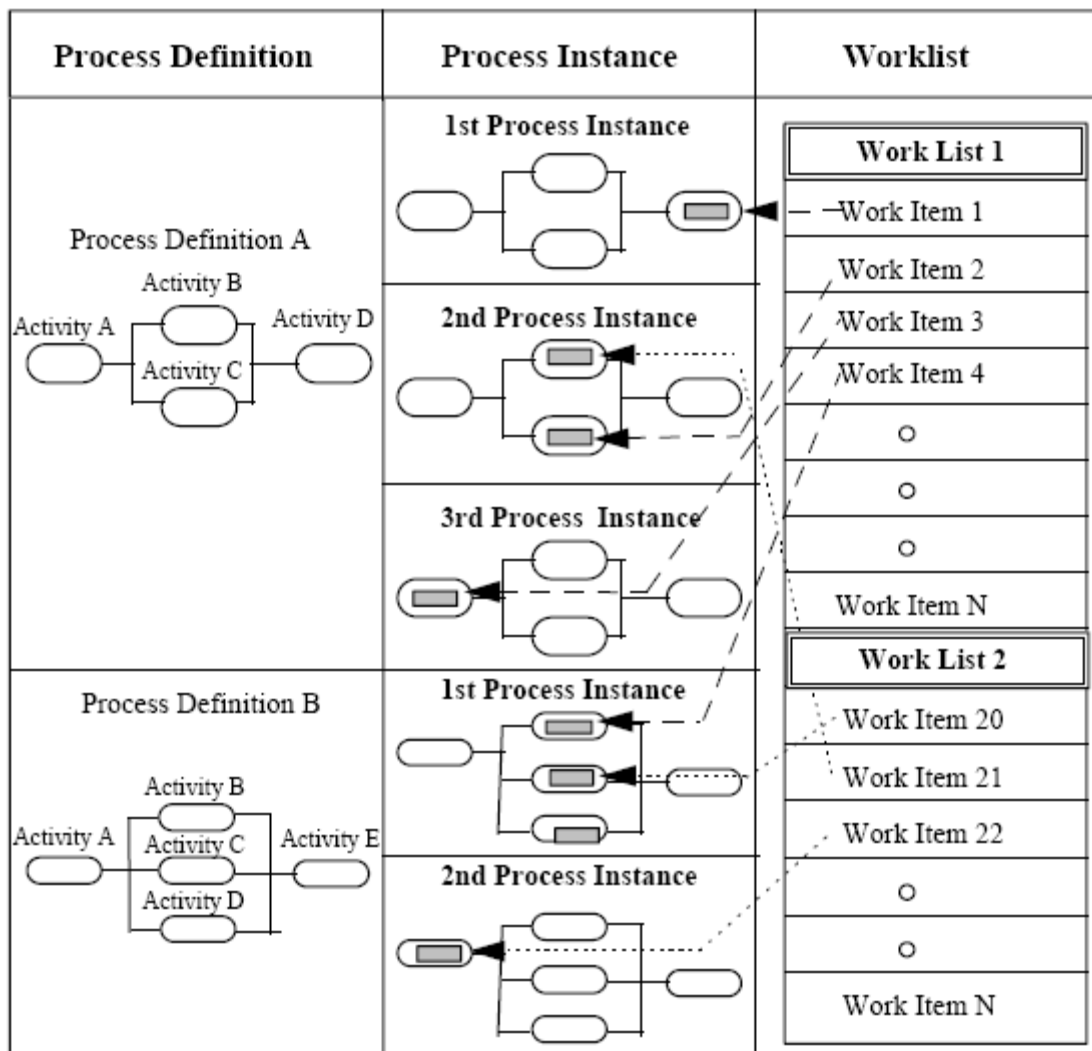 Process Definition
Process Instance
Worklist
Process Definition A
Activity B
Activity A
Activity D
Activity C
1st Process Instance
2nd Process Instance
3rd Process Instance
Work List 1
Work Item 1
Work Item 2
Work Item 3
Work Item 4
Work Item N
Process Definition B
Activity B
Activity A
Activity C
Activity E
Activity D
1st Process Instance
2nd Process Instance
Work List 2
Work Item 20
Work Item 21
Work Item 22
Work Item N